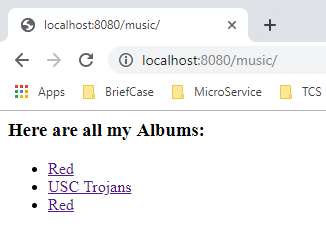 localhost:8080/music/
localhost:8080/music/
Apps BriefCase MicroService TCS
Here are all my Albums:
Red
USC Trojans
Red